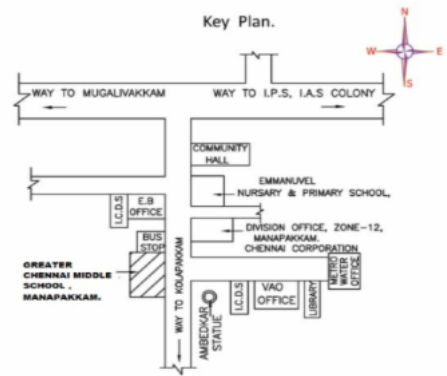 Key Plan.
N
W
E
S
WAY TO MUGALIVAKKAM
WAY TO I.P.S, I.A.S COLONY
COMMUNITY
HALL
EMMANUVEL
NURSARY & PRIMARY SCHOOL,
I.C.D.S
E.B
OFFICE
DIVISION OFFICE, ZONE-12,
MANAPAKKAM.
CHENNAI CORPORATION
BUS
STOP
GREATER
CHENNAI MIDDLE
SCHOOL ,
MANAPAKKAM.
WAY TO KOLAPAKKAM
AMBEDKAR
STATUE
I.C.D.S
VAO
OFFICE
LIBRARY
METRO
WATER
OFFICE